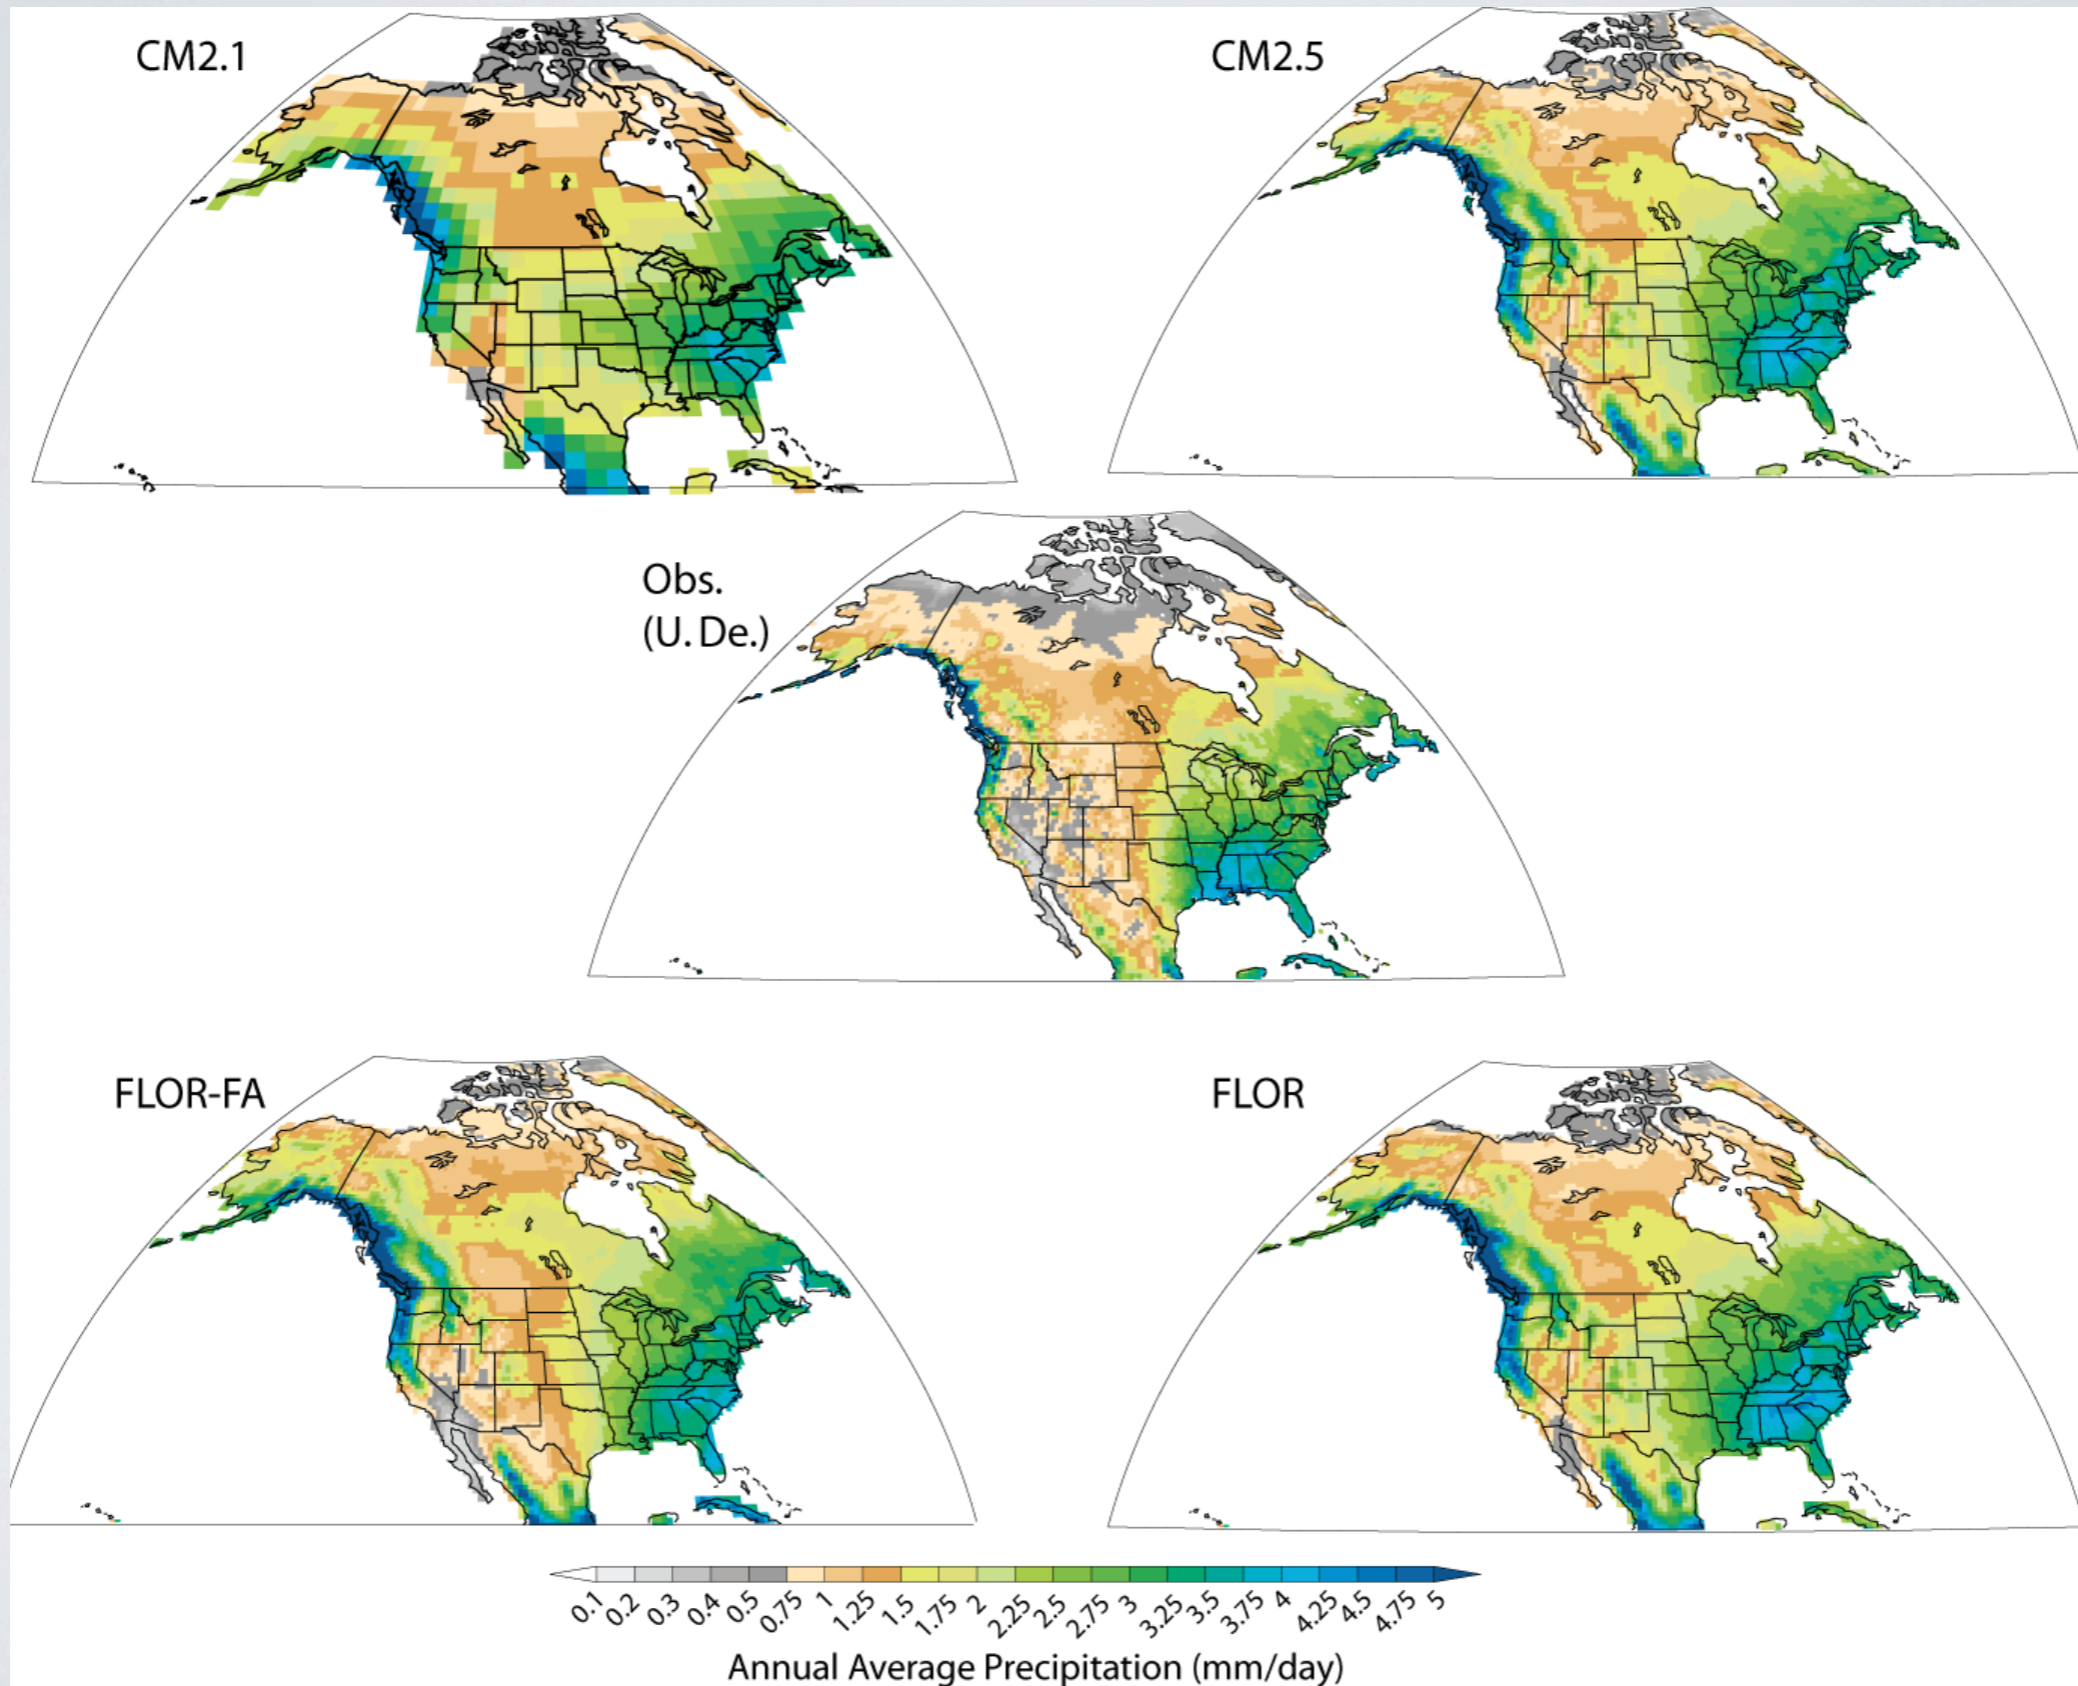 CM2.1
CM2.5
Obs.
(U. De.)
FLOR-FA
FLOR
0.1 0.2 0.3 0.4 0.5 0.75 1 1.25 1.5 1.75 2 2.25 2.5 2.75 3 3.25 3.5 3.75 4 4.25 4.5 4.75 5
Annual Average Precipitation (mm/day)